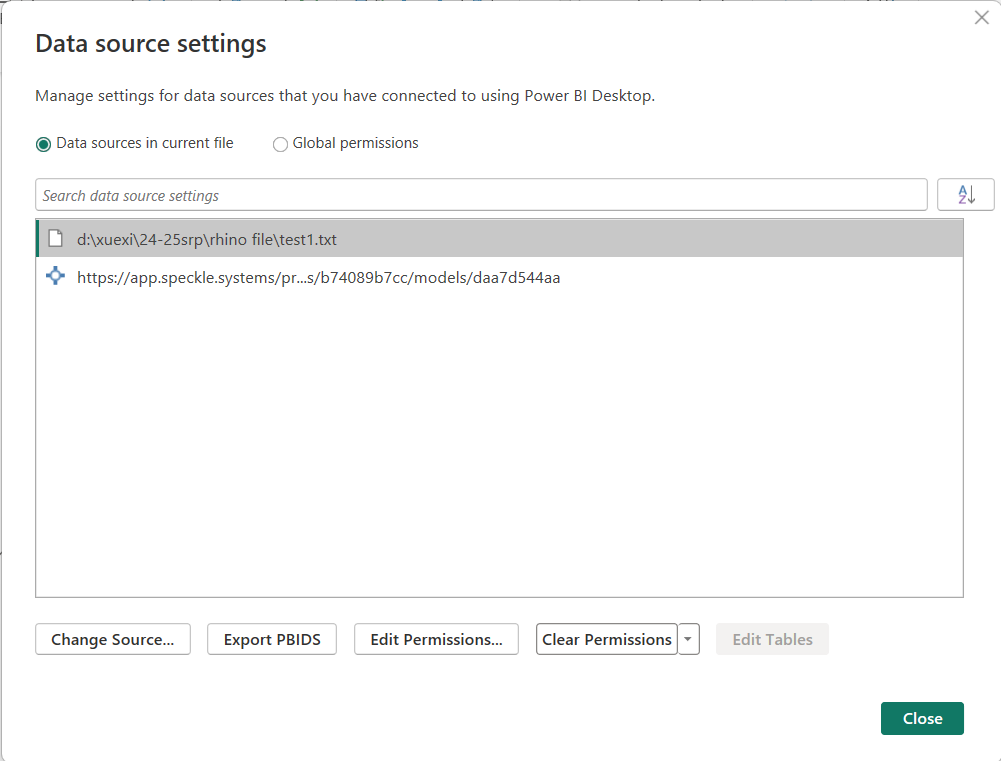 Data source settings
Manage settings for data sources that you have connected to using Power BI Desktop.
Data sources in current file Global permissions
Search data source settings
A
Z
d:\xuexi\24-25srp\rhino file\test1.txt
https://app.speckle.systems/pr...s/b74089b7cc/models/daa7d544aa
Change Source... Export PBIDS Edit Permissions... Clear Permissions Edit Tables
Close